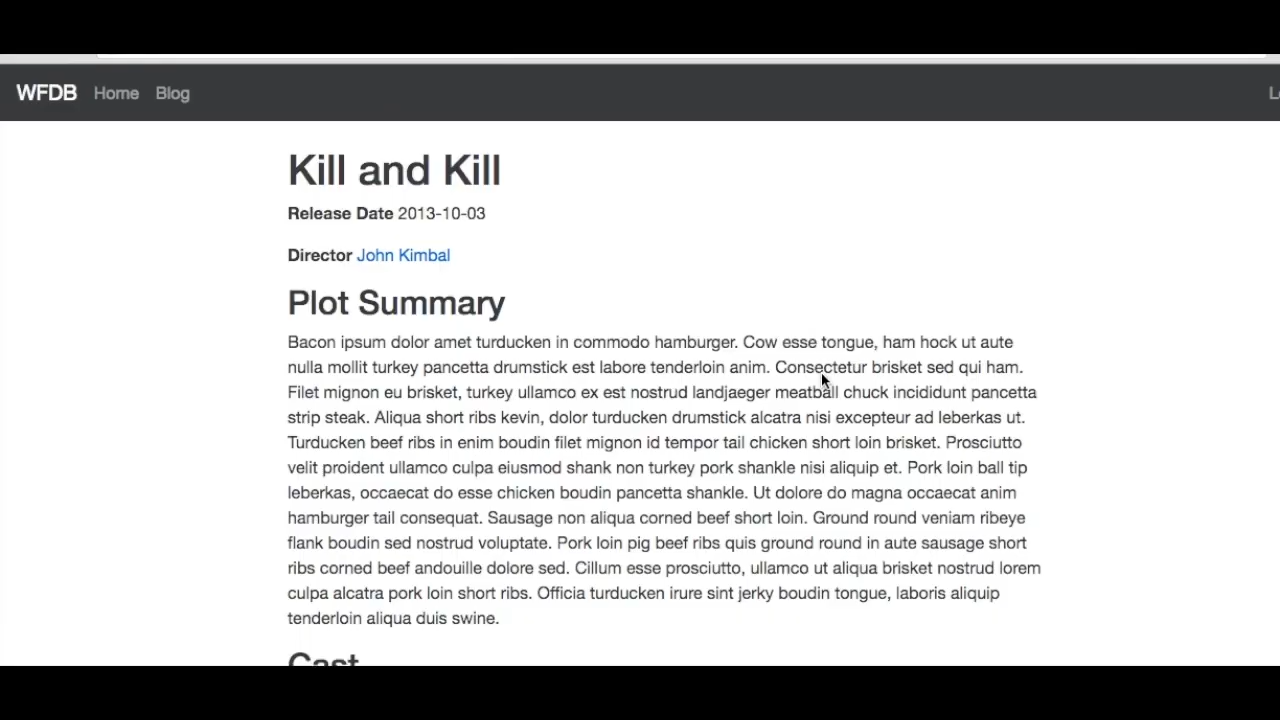 WFDB Home Blog
Kill and Kill
Release Date 2013-10-03
Director John Kimbal
Plot Summary
Bacon ipsum dolor amet turducken in commodo hamburger. Cow esse tongue, ham hock ut aute
nulla mollit turkey pancetta drumstick est labore tenderloin anim. Consectetur brisket sed qui ham.
Filet mignon eu brisket, turkey ullamco ex est nostrud landjaeger meatball chuck incididunt pancetta
strip steak. Aliqua short ribs kevin, dolor turducken drumstick alcatra nisi excepteur ad leberkas ut.
Turducken beef ribs in enim boudin filet mignon id tempor tail chicken short loin brisket. Prosciutto
velit proident ullamco culpa eiusmod shank non turkey pork shankle nisi aliquip et. Pork loin ball tip
leberkas, occaecat do esse chicken boudin pancetta shankle. Ut dolore do magna occaecat anim
hamburger tail consequat. Sausage non aliqua corned beef short loin. Ground round veniam ribeye
flank boudin sed nostrud voluptate. Pork loin pig beef ribs quis ground round in aute sausage short
ribs corned beef andouille dolore sed. Cillum esse prosciutto, ullamco ut aliqua brisket nostrud lorem
culpa alcatra pork loin short ribs. Officia turducken irure sint jerky boudin tongue, laboris aliquip
tenderloin aliqua duis swine.
Cast